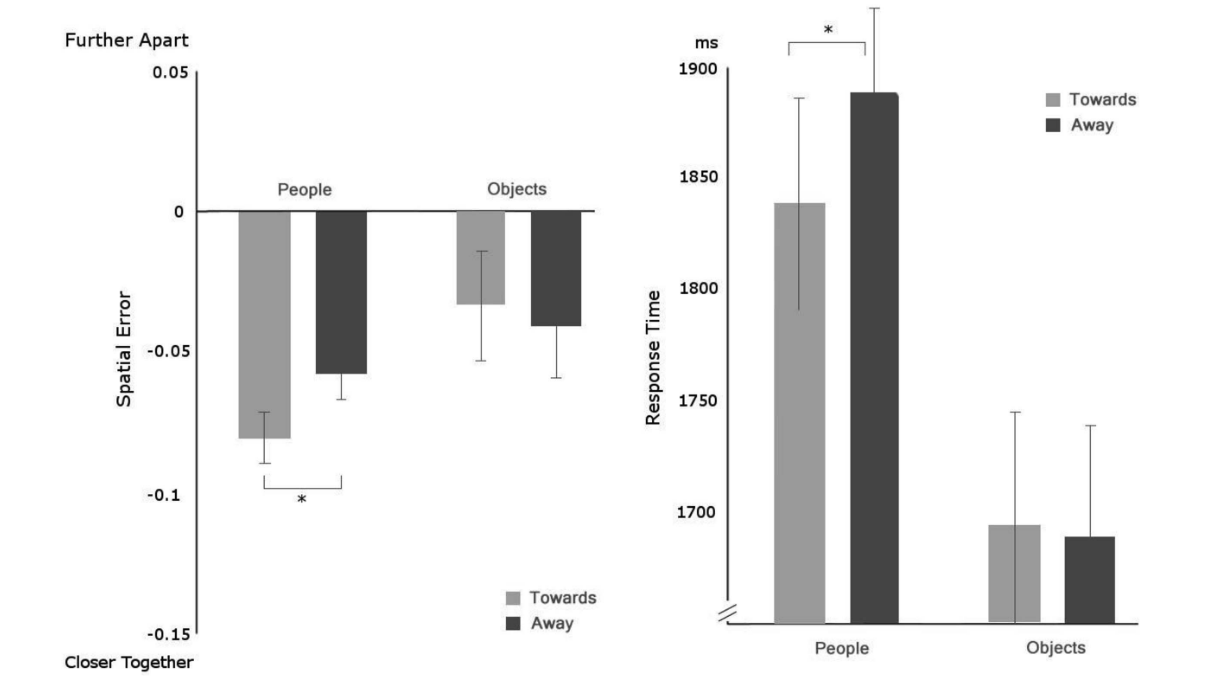 Further Apart
0.05
People
Objects
0
Spatial Error
-0.05
*
-0.1
Towards
Away
-0.15
Closer Together
ms
*
1900
Towards
Away
1850
1800
Response Time
1750
1700
People
Objects